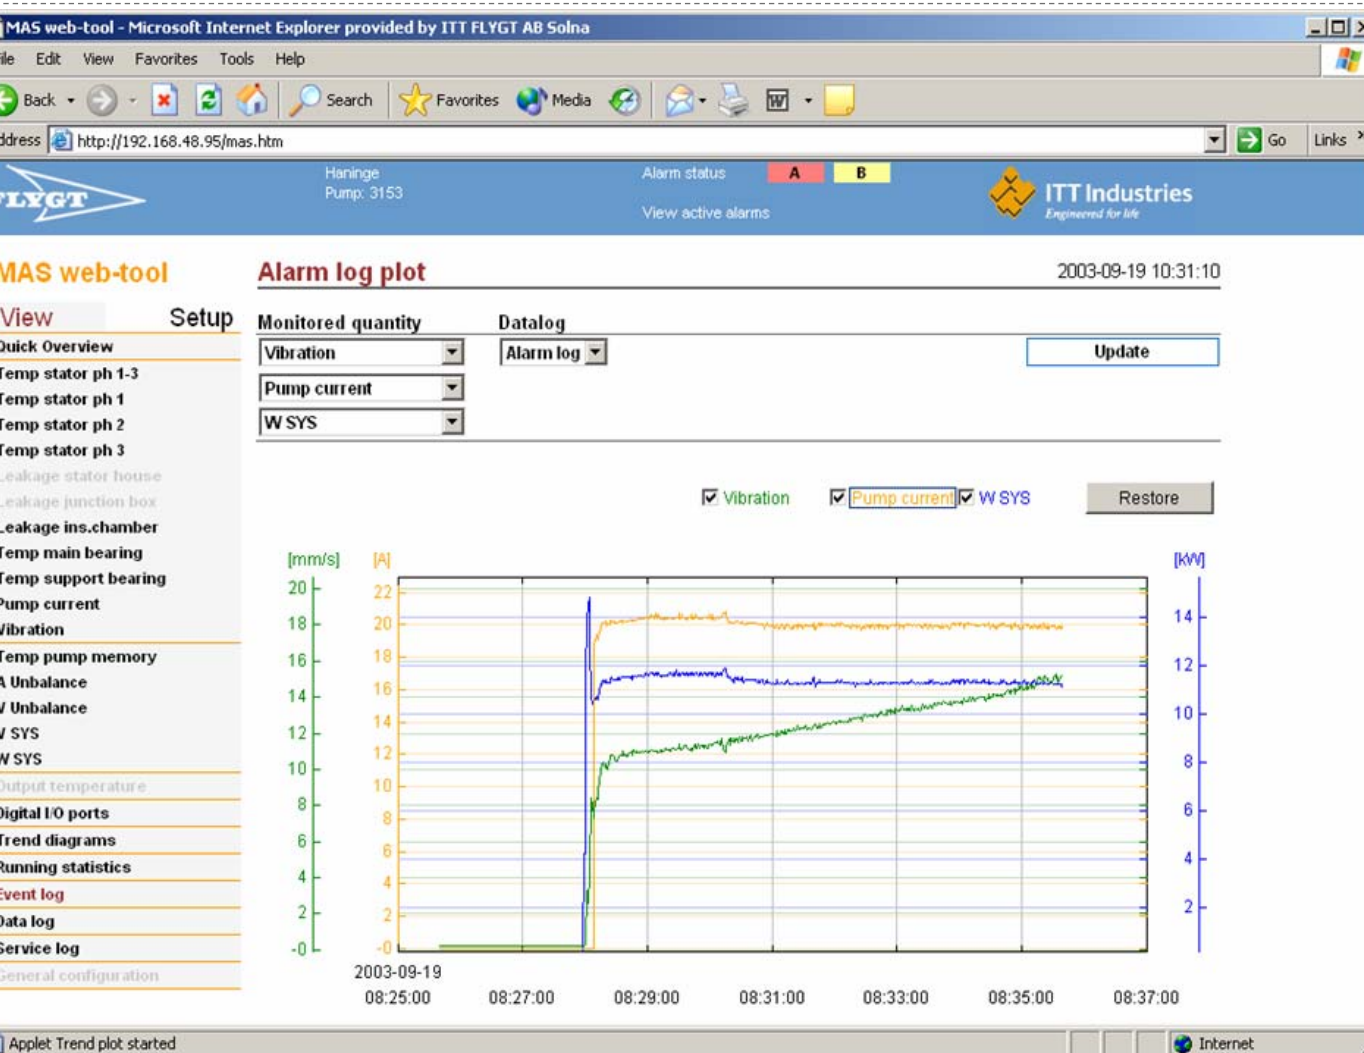 MAS web-tool - Microsoft Internet Explorer provided by ITT FLYGT AB Solna
ile Edit View Favorites Tools Help
Back Search Favorites Media
ddress http://192.168.48.95/mas.htm Go Links
FLYGT
Haninge
Pump: 3153
Alarm status A B
View active alarms
ITT Industries
Engineered for life
MAS web-tool
View Setup
Quick Overview
Temp stator ph 1-3
Temp stator ph 1
Temp stator ph 2
Temp stator ph 3
Leakage stator house
Leakage junction box
Leakage ins.chamber
Temp main bearing
Temp support bearing
Pump current
Vibration
Temp pump memory
A Unbalance
V Unbalance
V SYS
W SYS
Output temperature
Digital I/O ports
Trend diagrams
Running statistics
Event log
Data log
Service log
General configuration
Alarm log plot 2003-09-19 10:31:10
Monitored quantity Datalog
Vibration Alarm log Update
Pump current
W SYS
Vibration Pump current W SYS Restore
[mm/s] [A] [kW]
20
18
16
14
12
10
8
6
4
2
-0
22
20
18
16
14
12
10
8
6
4
2
-0
14
12
10
8
6
4
2
2003-09-19
08:25:00 08:27:00 08:29:00 08:31:00 08:33:00 08:35:00 08:37:00
Applet Trend plot started Internet